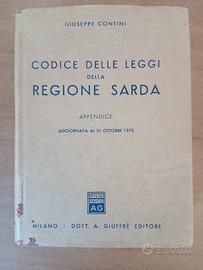 GIUSEPPE CONTINI
CODICE DELLE LEGGI
DELLA
REGIONE SARDA
APPENDICE
AGGIORNATA AL 31 OTTOBRE 1970
AG
MILANO - DOTT. A. GIUFFRÈ EDITORE
subito